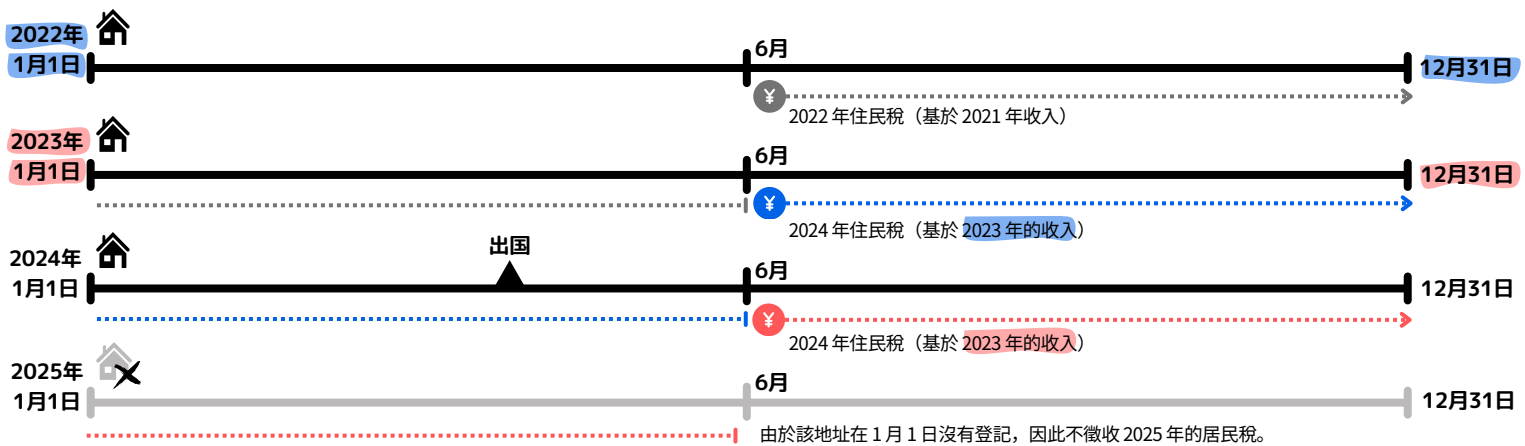 2022年
1月1日
6月
12月31日
¥
2022 年住民稅（基於 2021 年收入）
2023年
1月1日
6月
12月31日
¥
2024 年住民稅（基於 2023 年的收入）
2024年
1月1日
出国
6月
12月31日
¥
2024 年住民稅（基於 2023 年的收入）
2025年
1月1日
6月
12月31日
由於該地址在 1 月 1 日沒有登記，因此不徵收 2025 年的居民稅。